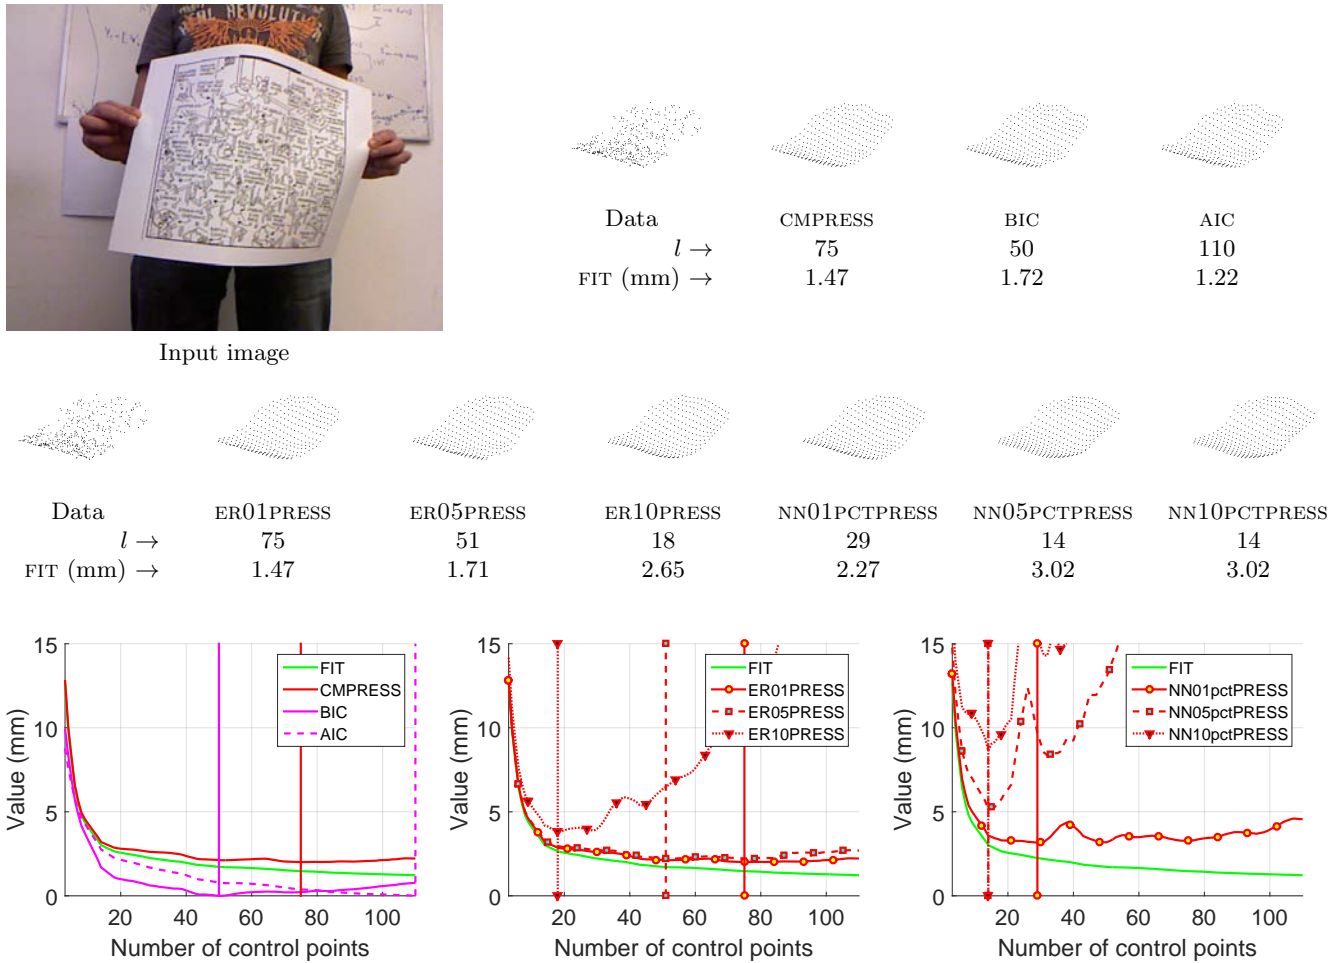 REAL REVOLUTION
Input image
Data CMPRESS BIC AIC
l → 75 50 110
FIT (mm) → 1.47 1.72 1.22
Data ER01PRESS ER05PRESS ER10PRESS NN01PCTPRESS NN05PCTPRESS NN10PCTPRESS
l → 75 51 18 29 14 14
FIT (mm) → 1.47 1.71 2.65 2.27 3.02 3.02
Value (mm)
15
10
5
0
20 40 60 80 100
Number of control points
FIT
CMPRESS
BIC
AIC
Value (mm)
15
10
5
0
20 40 60 80 100
Number of control points
FIT
ER01PRESS
ER05PRESS
ER10PRESS
Value (mm)
15
10
5
0
20 40 60 80 100
Number of control points
FIT
NN01pctPRESS
NN05pctPRESS
NN10pctPRESS